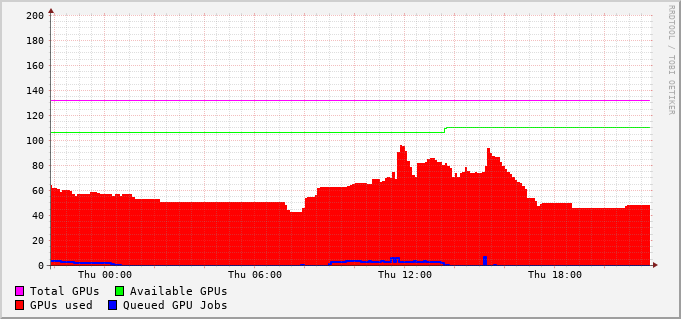 RRDTOOL / TOBI OETIKER
200
180
160
140
120
100
80
60
40
20
0
Thu 00:00 Thu 06:00 Thu 12:00 Thu 18:00
Total GPUs Available GPUs
GPUs used Queued GPU Jobs